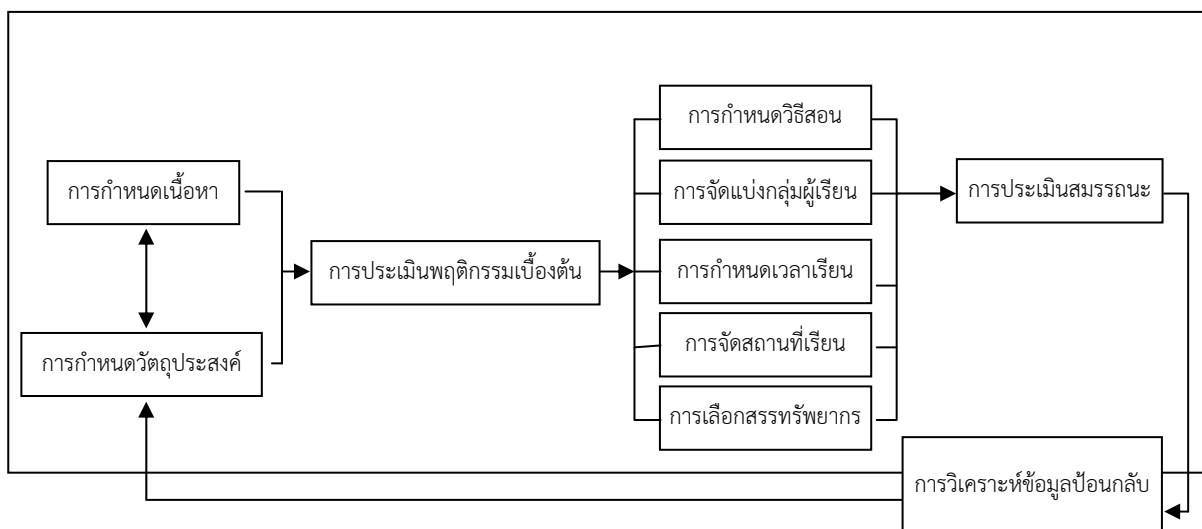 การกำหนดเนื้อหา
การกำหนดวัตถุประสงค์
การประเมินพฤติกรรมเบื้องต้น
การกำหนดวิธีสอน
การจัดแบ่งกลุ่มผู้เรียน
การกำหนดเวลาเรียน
การจัดสถานที่เรียน
การเลือกสรรทรัพยากร
การประเมินสมรรถนะ
การวิเคราะห์ข้อมูลป้อนกลับ